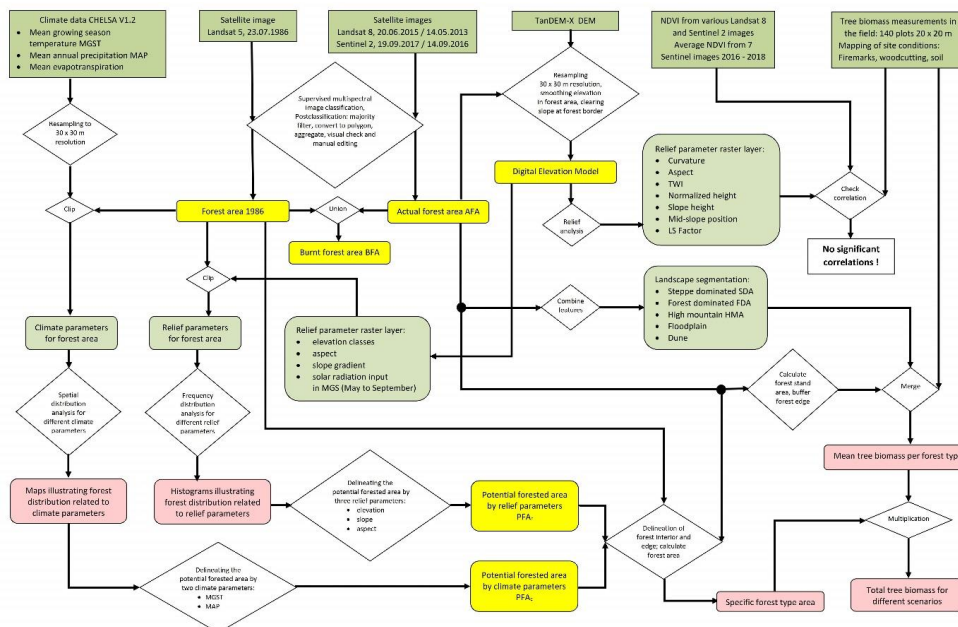 Climate data CHELSA V1.2
• Mean growing season
temperature MGST
• Mean annual precipitation MAP
• Mean evapotranspiration
Satellite image
Landsat 5, 23.07.1986
Satellite images
Landsat 8, 20.06.2015 / 14.05.2013
Sentinel 2, 19.09.2017 / 14.09.2016
TanDEM-X DEM
NDVI from various Landsat 8
and Sentinel 2 images
Average NDVI from 7
Sentinel images 2016 - 2018
Tree biomass measurements in
the field: 140 plots 20 x 20 m
Mapping of site conditions:
Firemarks, woodcutting, soil
Resampling to
30 x 30 m
resolution
Supervised multispectral
image classification,
Postclassification: majority
filter, convert to polygon,
aggregate, visual check and
manual editing
Resampling
30 x 30 m resolution,
smoothing elevation
in forest area, clearing
slope at forest border
Digital Elevation Model
Relief parameter raster layer:
• Curvature
• Aspect
• TWI
• Normalized height
• Slope height
• Mid-slope position
• LS Factor
Check
correlation
Clip
Forest area 1986
Union
Actual forest area AFA
Relief
analysis
No significant
correlations !
Burnt forest area BFA
Clip
Combine
features
Landscape segmentation:
• Steppe dominated SDA
• Forest dominated FDA
• High mountain HMA
• Floodplain
• Dune
Climate parameters
for forest area
Relief parameters
for forest area
Relief parameter raster layer:
• elevation classes
• aspect
• slope gradient
• solar radiation input
in MGS (May to September)
Calculate
forest stand
area, buffer
forest edge
Merge
Spatial
distribution
analysis for
different climate
parameters
Frequency
distribution
analysis for
different relief
parameters
Mean tree biomass per forest type
Maps illustrating forest
distribution related to
climate parameters
Histograms illustrating
forest distribution related
to relief parameters
Delineating the
potential forested area
by three relief parameters:
• elevation
• slope
• aspect
Potential forested area
by relief parameters
PFAr
Delineation of
forest interior and
edge; calculate
forest area
Multiplication
Delineating the
potential forested area by
two climate parameters:
• MGST
• MAP
Potential forested area
by climate parameters
PFAc
Specific forest type area
Total tree biomass for
different scenarios